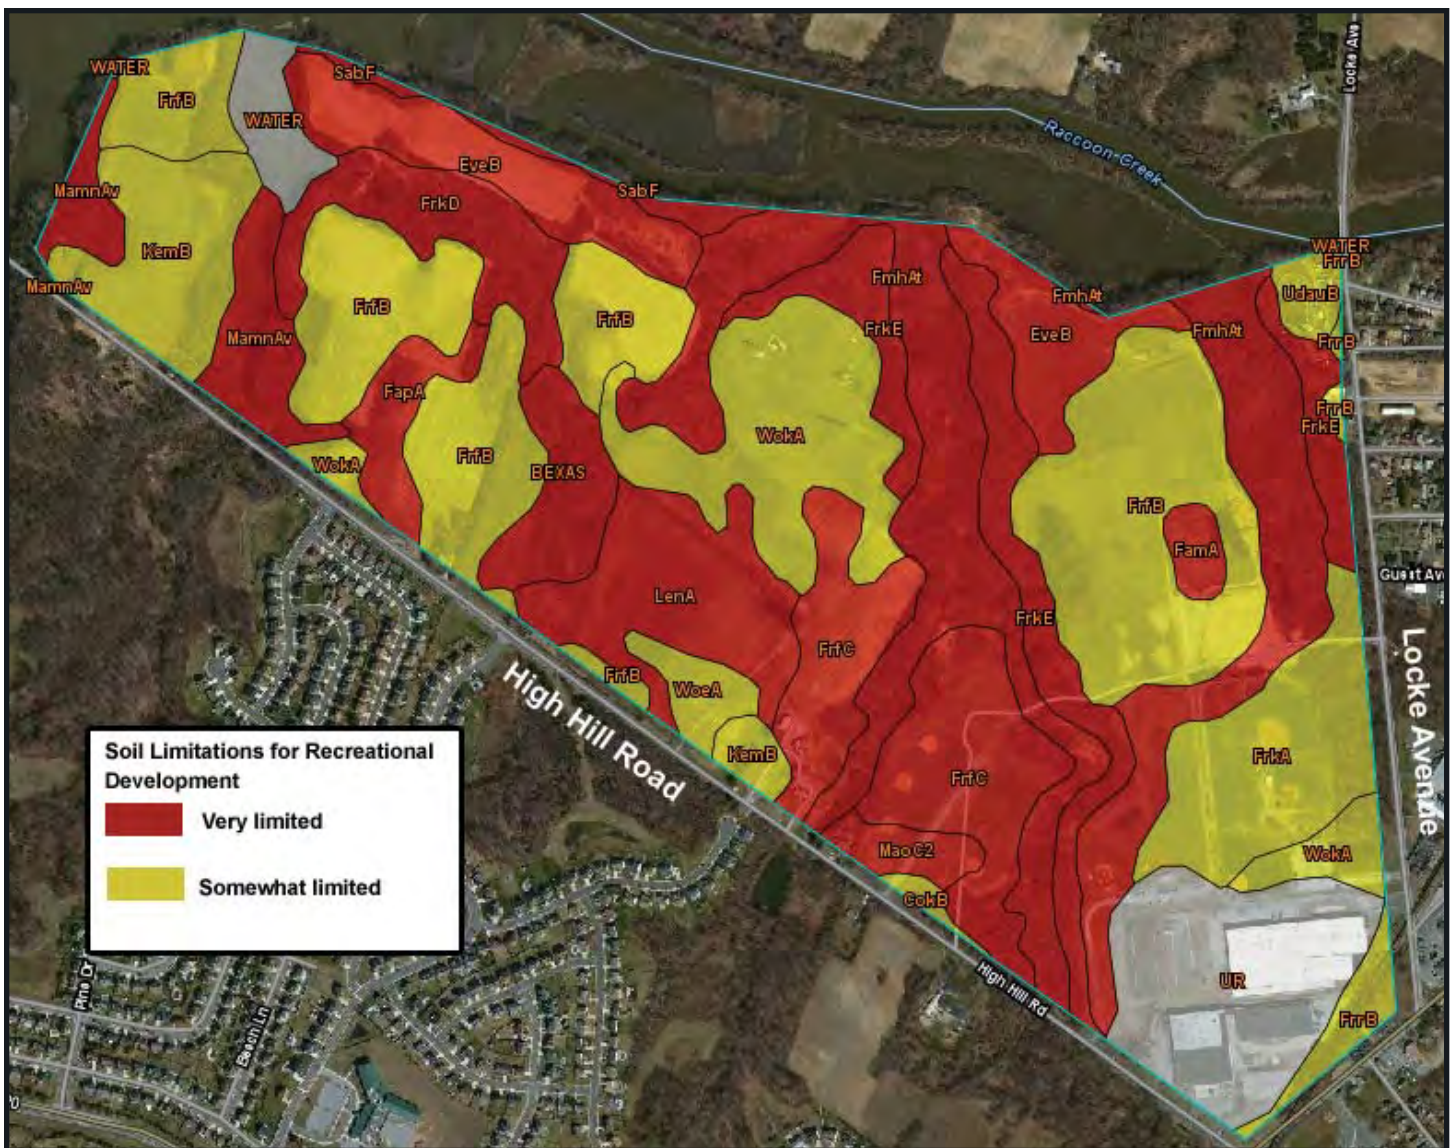 Locke Ave
WATER
SabF
FrfB
WATER
EveB
Raccoon Creek
MamnAv
SabF
FrkD
KemB
WATER
FrrB
MamnAv
FmhAt
UdauB
FrfB
FmhAt
FrfB
MamnAv
FrkE
EveB
FmhAt
FrrB
FapA
FrrB
FrkE
WokA
WokA
FrfB
BEXAS
FrfB
FamA
LenA
FrkE
FrfC
FrfB
WoeA
KemB
FrkA
FrfC
High Hill Road
Locke Avenue
Soil Limitations for Recreational
Development
Very limited
Somewhat limited
MaoC2
WokA
CokB
UR
High Hill Rd
FrrB
Pine Dr
Beech Ln